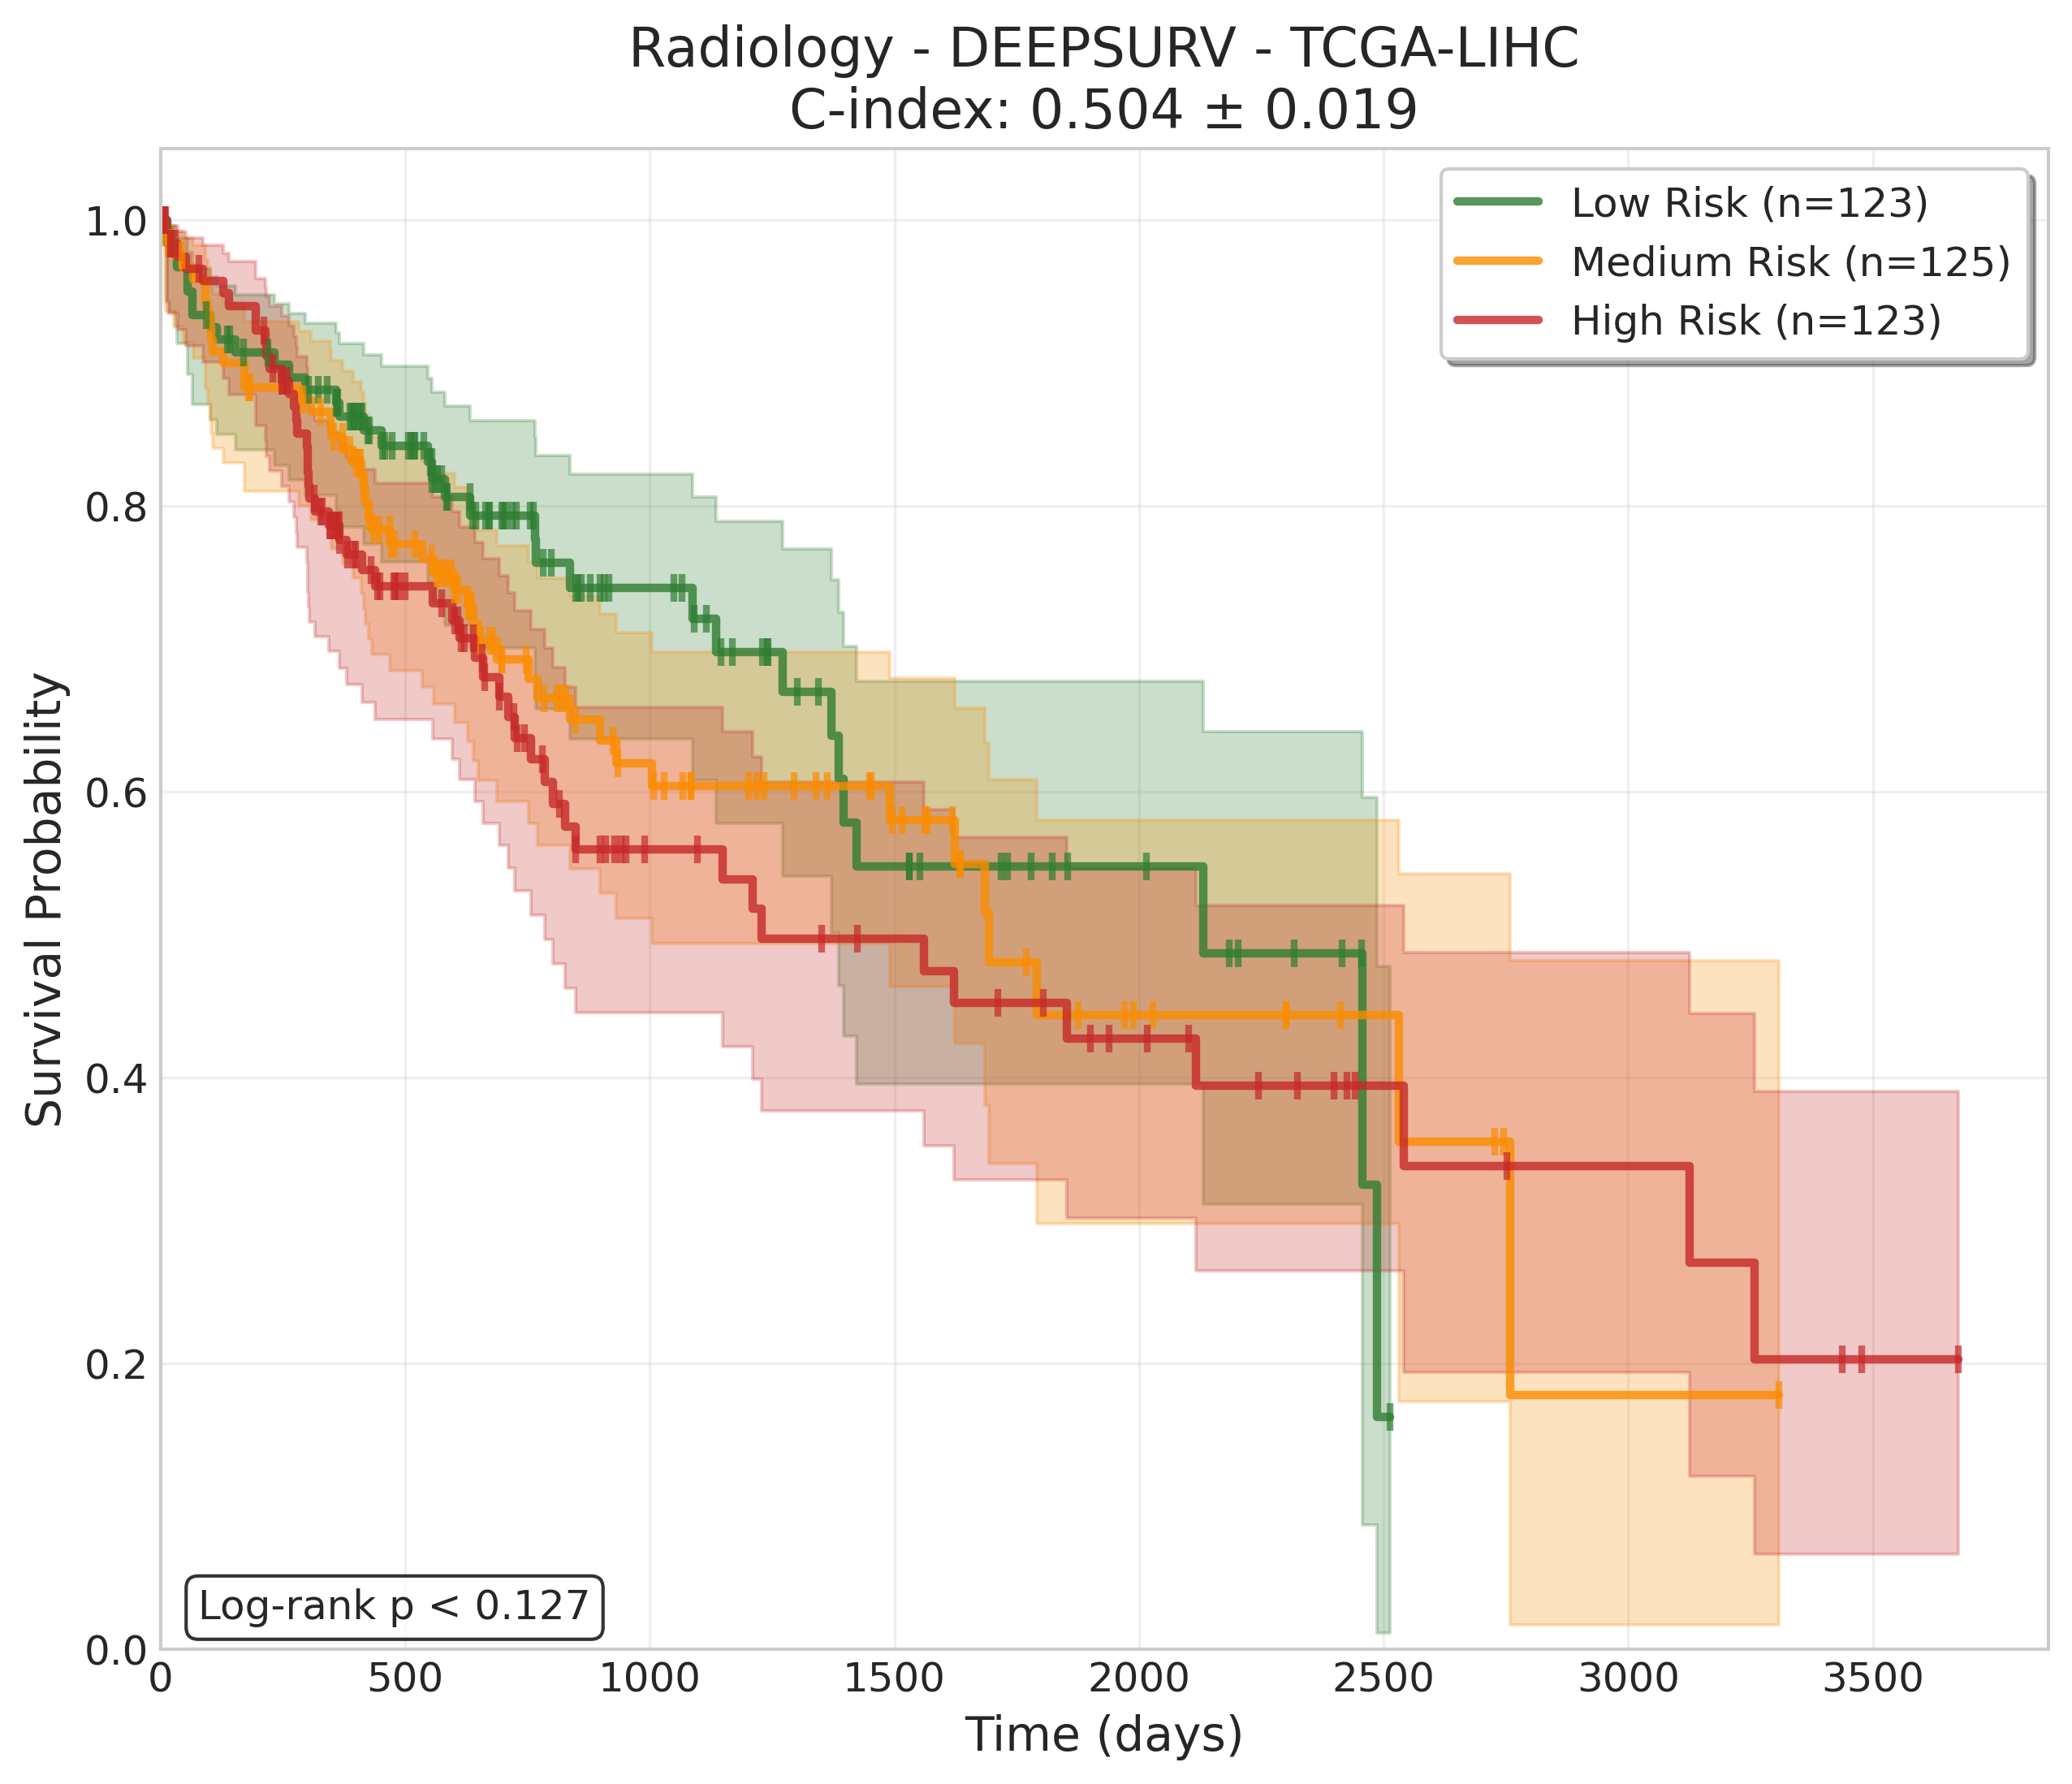 Radiology - DEEPSURV - TCGA-LIHC
C-index: 0.504 ± 0.019
Low Risk (n=123)
Medium Risk (n=125)
High Risk (n=123)
Survival Probability
1.0
0.8
0.6
0.4
0.2
0.0
Log-rank p < 0.127
0 500 1000 1500 2000 2500 3000 3500
Time (days)